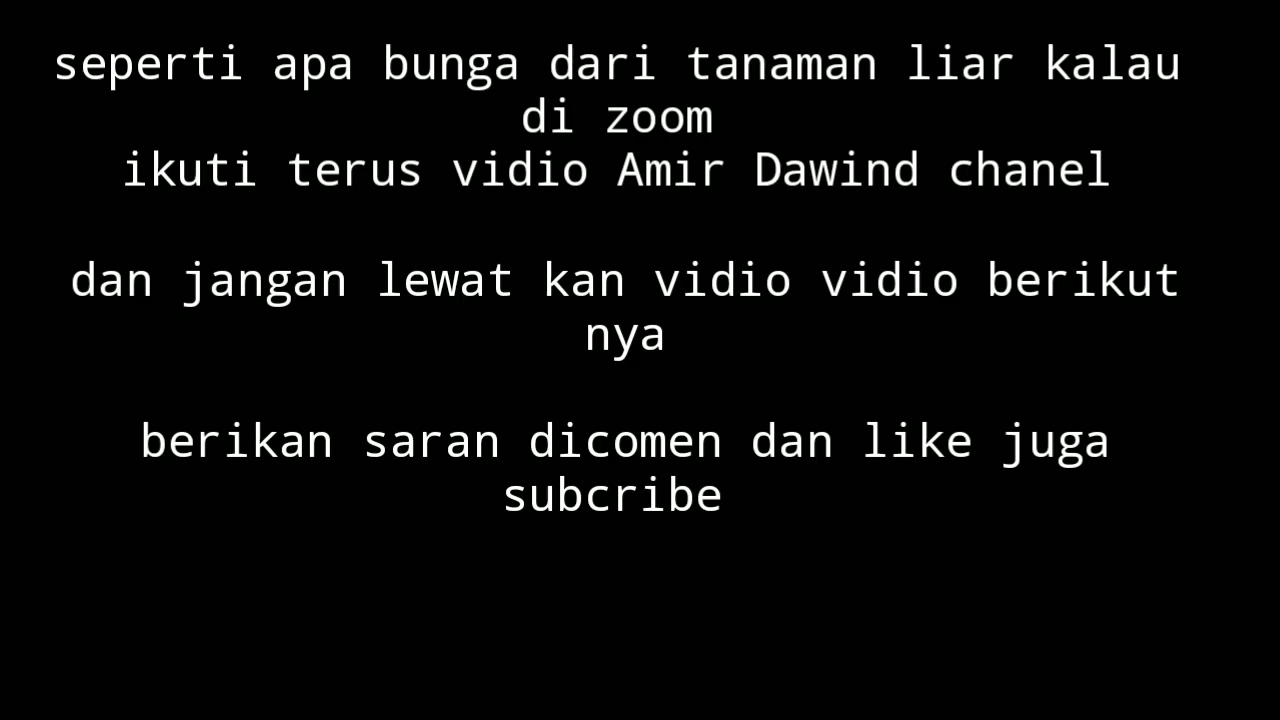 seperti apa bunga dari tanaman liar kalau
di zoom
ikuti terus vidio Amir Dawind chanel
dan jangan lewat kan vidio vidio berikut
nya
berikan saran dicomen dan like juga
subcribe